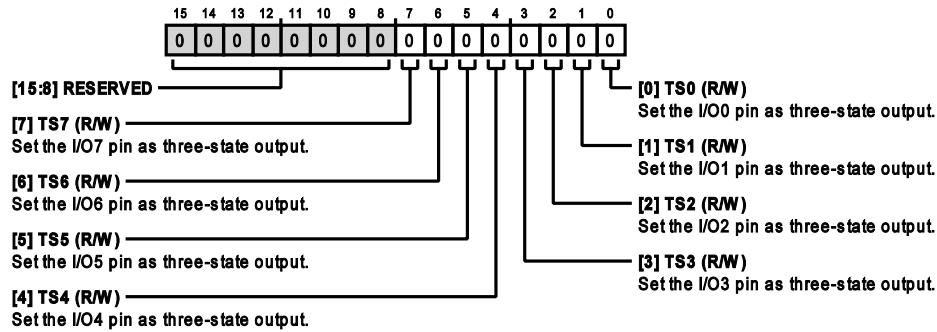 15 14 13 12 11 10 9 8 7 6 5 4 3 2 1 0
0 0 0 0 0 0 0 0 0 0 0 0 0 0 0 0
[15:8] RESERVED
[7] TS7 (R/W)
Set the I/O7 pin as three-state output.
[6] TS6 (R/W)
Set the I/O6 pin as three-state output.
[5] TS5 (R/W)
Set the I/O5 pin as three-state output.
[4] TS4 (R/W)
Set the I/O4 pin as three-state output.
[0] TS0 (R/W)
Set the I/O0 pin as three-state output.
[1] TS1 (R/W)
Set the I/O1 pin as three-state output.
[2] TS2 (R/W)
Set the I/O2 pin as three-state output.
[3] TS3 (R/W)
Set the I/O3 pin as three-state output.